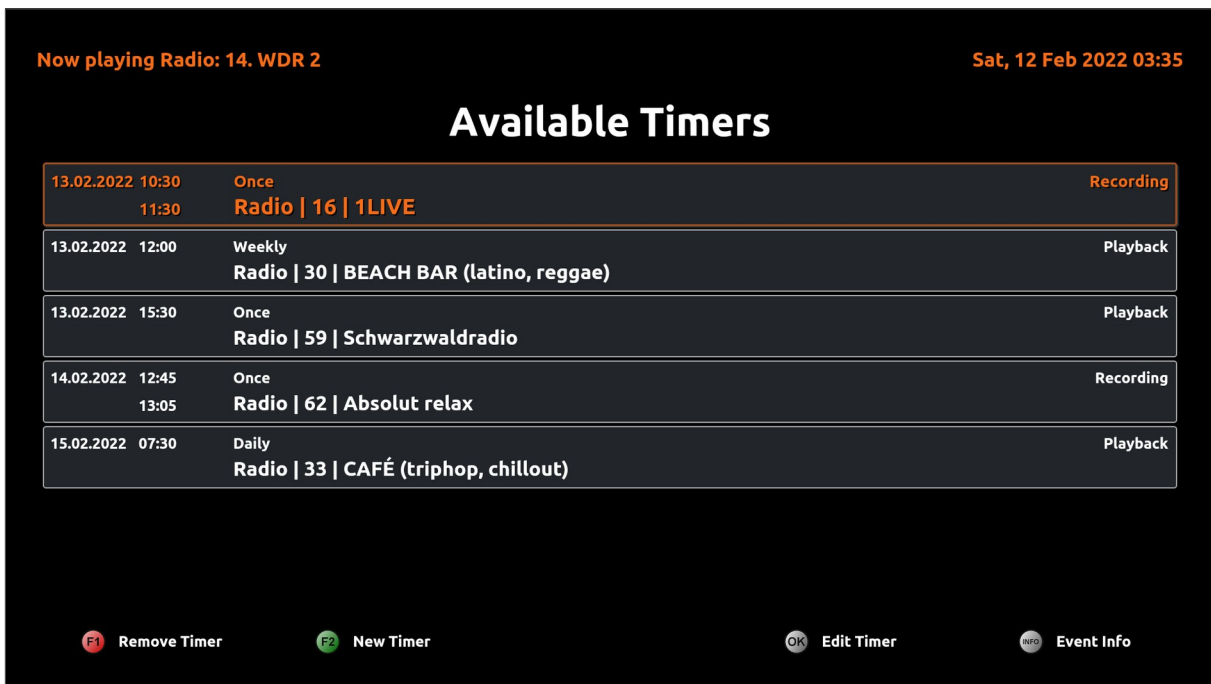 Now playing Radio: 14. WDR 2 Sat, 12 Feb 2022 03:35
Available Timers
13.02.2022 10:30 Once Recording
11:30 Radio | 16 | 1LIVE
13.02.2022 12:00 Weekly Playback
Radio | 30 | BEACH BAR (latino, reggae)
13.02.2022 15:30 Once Playback
Radio | 59 | Schwarzwaldradio
14.02.2022 12:45 Once Recording
13:05 Radio | 62 | Absolut relax
15.02.2022 07:30 Daily Playback
Radio | 33 | CAFÉ (triphop, chillout)
F1 Remove Timer F2 New Timer OK Edit Timer INFO Event Info